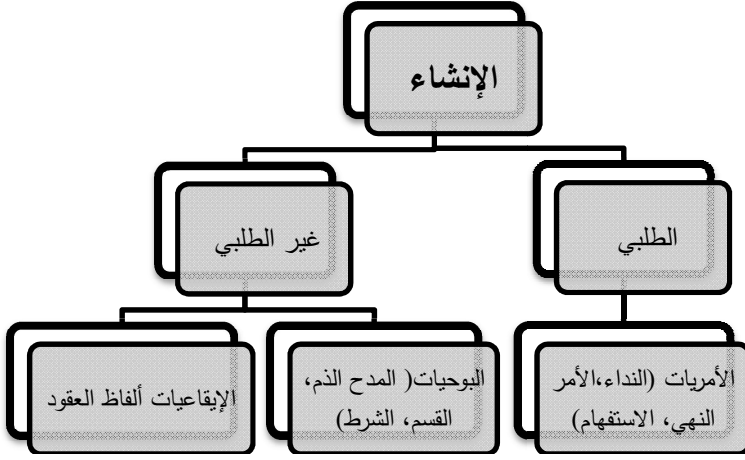 الإنشاء
الطلبي
غير الطلبي
الأمريات (النداء،الأمر
النهي، الاستفهام)
البوحيات( المدح الذم،
القسم، الشرط)
الإيقاعيات ألفاظ العقود